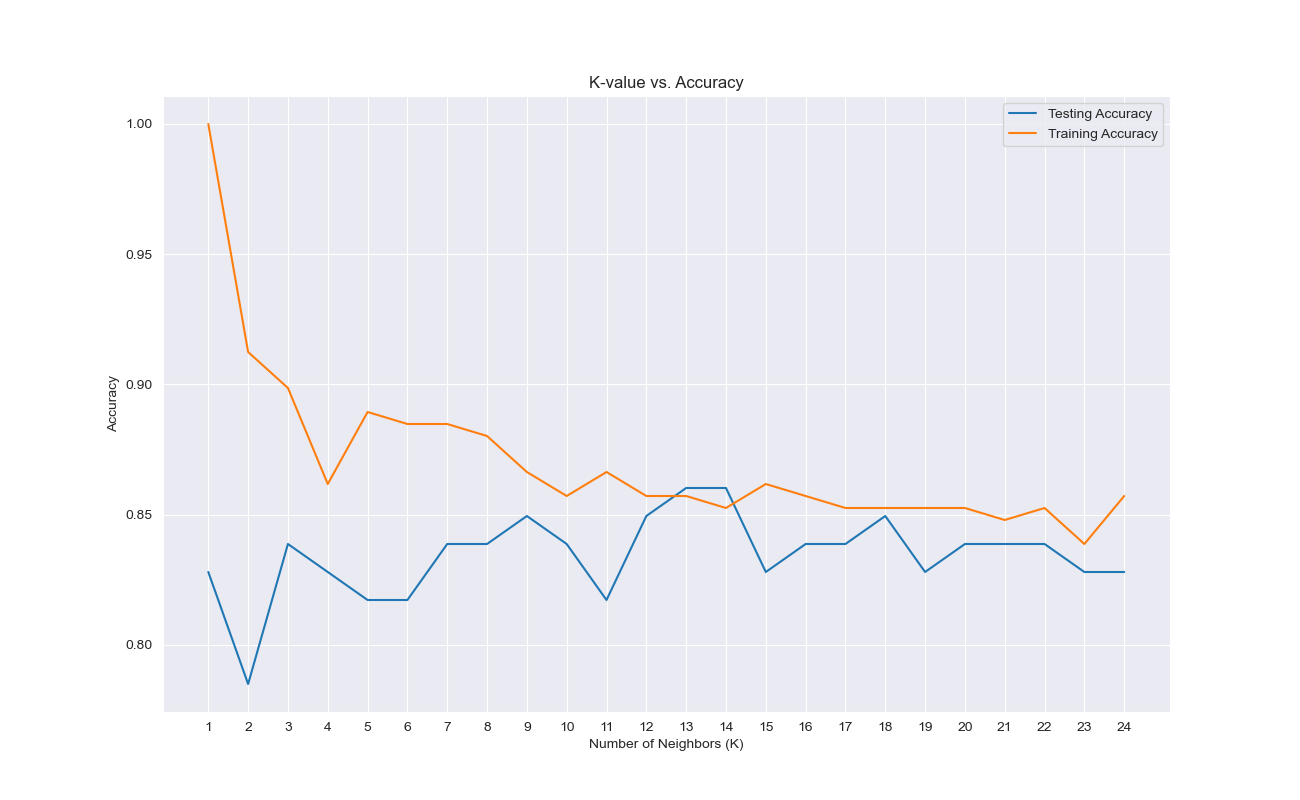 K-value vs. Accuracy
Testing Accuracy
Training Accuracy
1.00
0.95
0.90
0.85
0.80
Accuracy
1 2 3 4 5 6 7 8 9 10 11 12 13 14 15 16 17 18 19 20 21 22 23 24
Number of Neighbors (K)